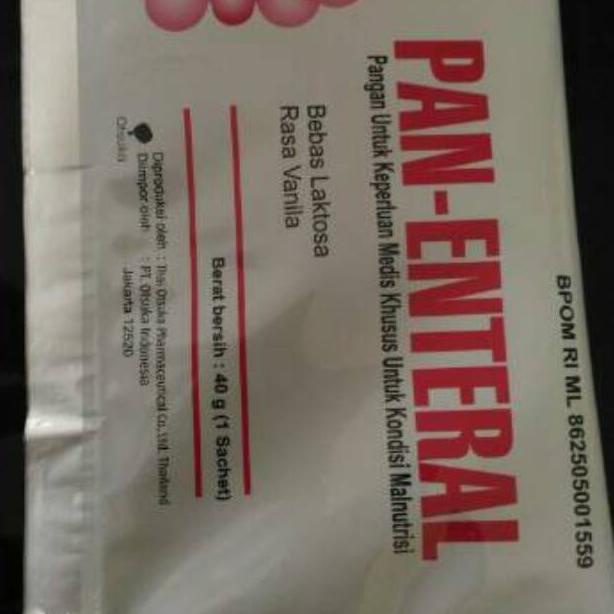 BPOM RI ML 862505001559
PAN-ENTERAL
Pangan Untuk Keperluan Medis Khusus Untuk Kondisi Malnutrisi
Bebas Laktosa
Rasa Vanila
Berat bersih : 40 g (1 Sachet)
Diproduksi oleh : Thai Otsuka Pharmaceutical Co., Ltd. Thailand
Diimpor oleh : PT. Otsuka Indonesia
Jakarta 12520
Otsuka